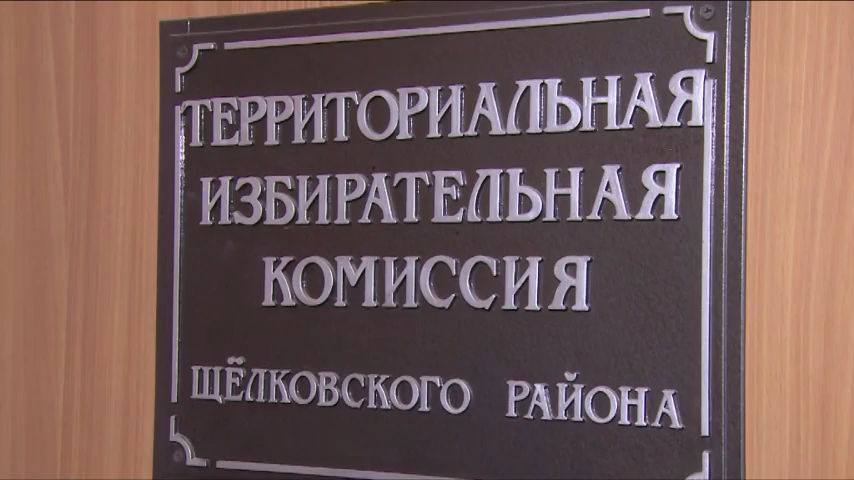 ТЕРРИТОРИАЛЬНАЯ
ИЗБИРАТЕЛЬНАЯ
КОМИССИЯ
ЩЁЛКОВСКОГО РАЙОНА